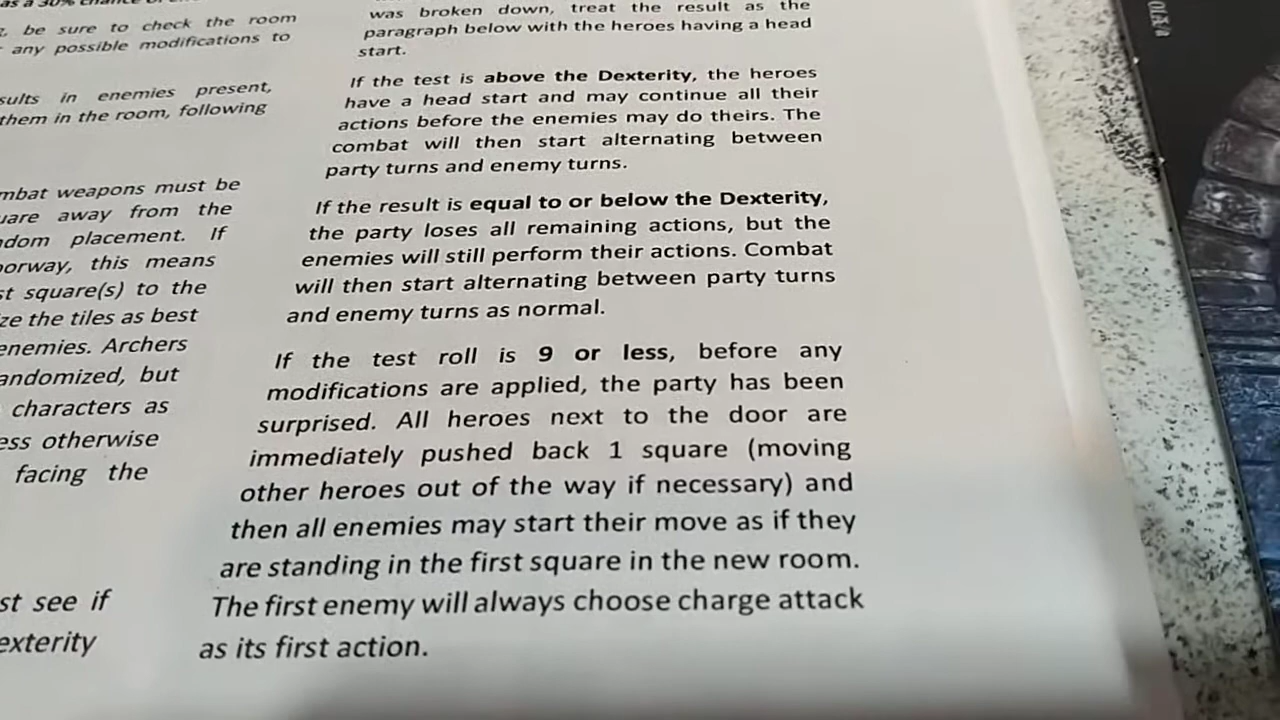 as a 30% chance
be sure to check the room
any possible modifications to
sults in enemies present,
them in the room, following
mbat weapons must be
uare away from the
dom placement. If
oorway, this means
st square(s) to the
ze the tiles as best
enemies. Archers
andomized, but
characters as
ess otherwise
facing the
st see if
exterity
was broken down, treat the result as the
paragraph below with the heroes having a head
start.
If the test is above the Dexterity, the heroes
have a head start and may continue all their
actions before the enemies may do theirs. The
combat will then start alternating between
party turns and enemy turns.
If the result is equal to or below the Dexterity,
the party loses all remaining actions, but the
enemies will still perform their actions. Combat
will then start alternating between party turns
and enemy turns as normal.
If the test roll is 9 or less, before any
modifications are applied, the party has been
surprised. All heroes next to the door are
immediately pushed back 1 square (moving
other heroes out of the way if necessary) and
then all enemies may start their move as if they
are standing in the first square in the new room.
The first enemy will always choose charge attack
as its first action.